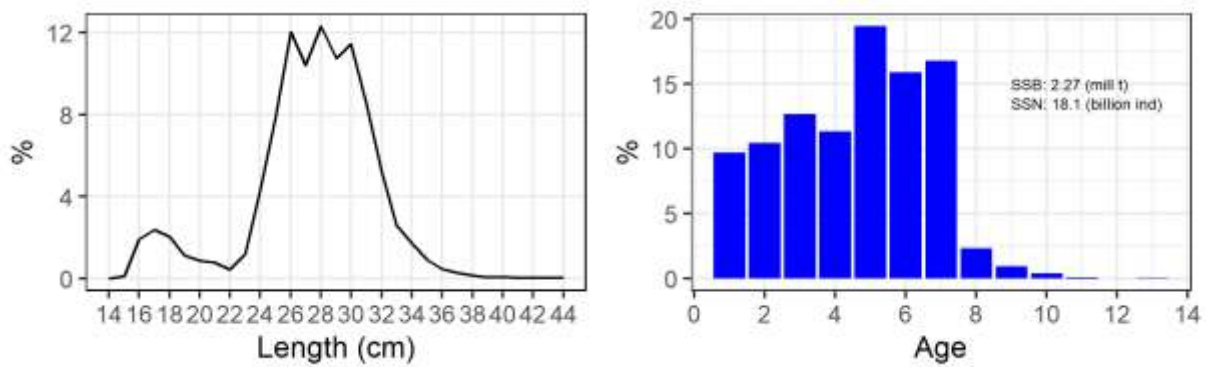 12
8
4
0
%
14 16 18 20 22 24 26 28 30 32 34 36 38 40 42 44
Length (cm)
20
15
10
5
0
%
SSB: 2.27 (mill t)
SSN: 18.1 (billion ind)
0 2 4 6 8 10 12 14
Age